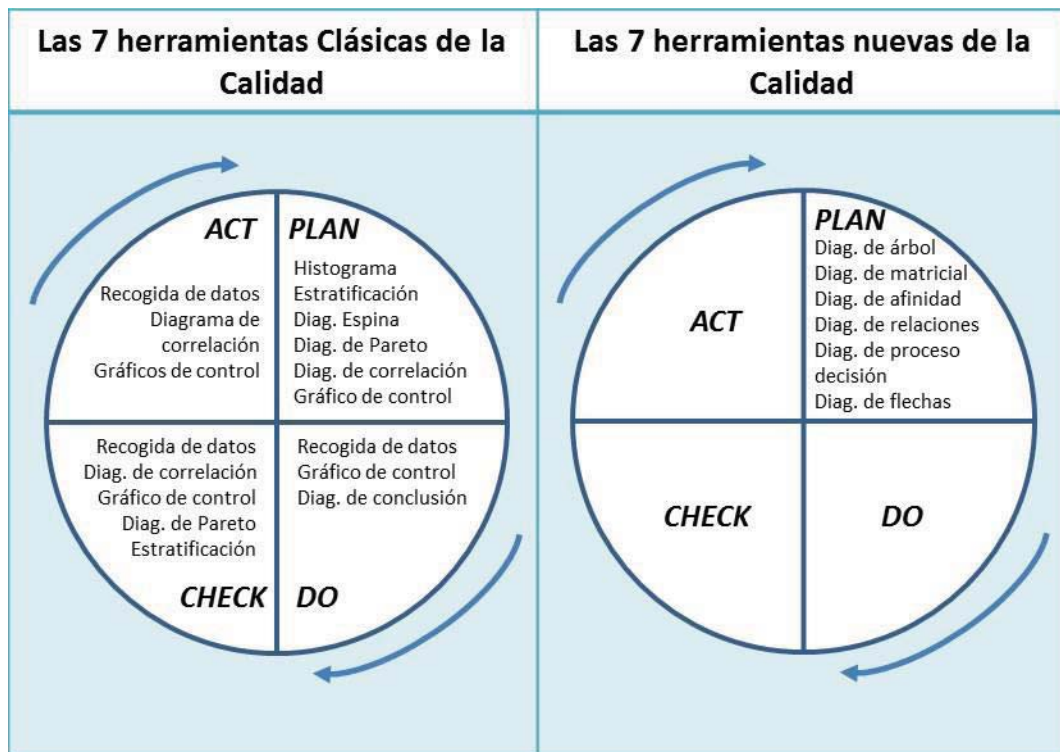 Las 7 herramientas Clásicas de la
Calidad
Las 7 herramientas nuevas de la
Calidad
ACT
Recogida de datos
Diagrama de
correlación
Gráficos de control
PLAN
Histograma
Estratificación
Diag. Espina
Diag. de Pareto
Diag. de correlación
Gráfico de control
Recogida de datos
Diag. de correlación
Gráfico de control
Diag. de Pareto
Estratificación
CHECK
Recogida de datos
Gráfico de control
Diag. de conclusión
DO
ACT
PLAN
Diag. de árbol
Diag. de matricial
Diag. de afinidad
Diag. de relaciones
Diag. de proceso
decisión
Diag. de flechas
CHECK
DO